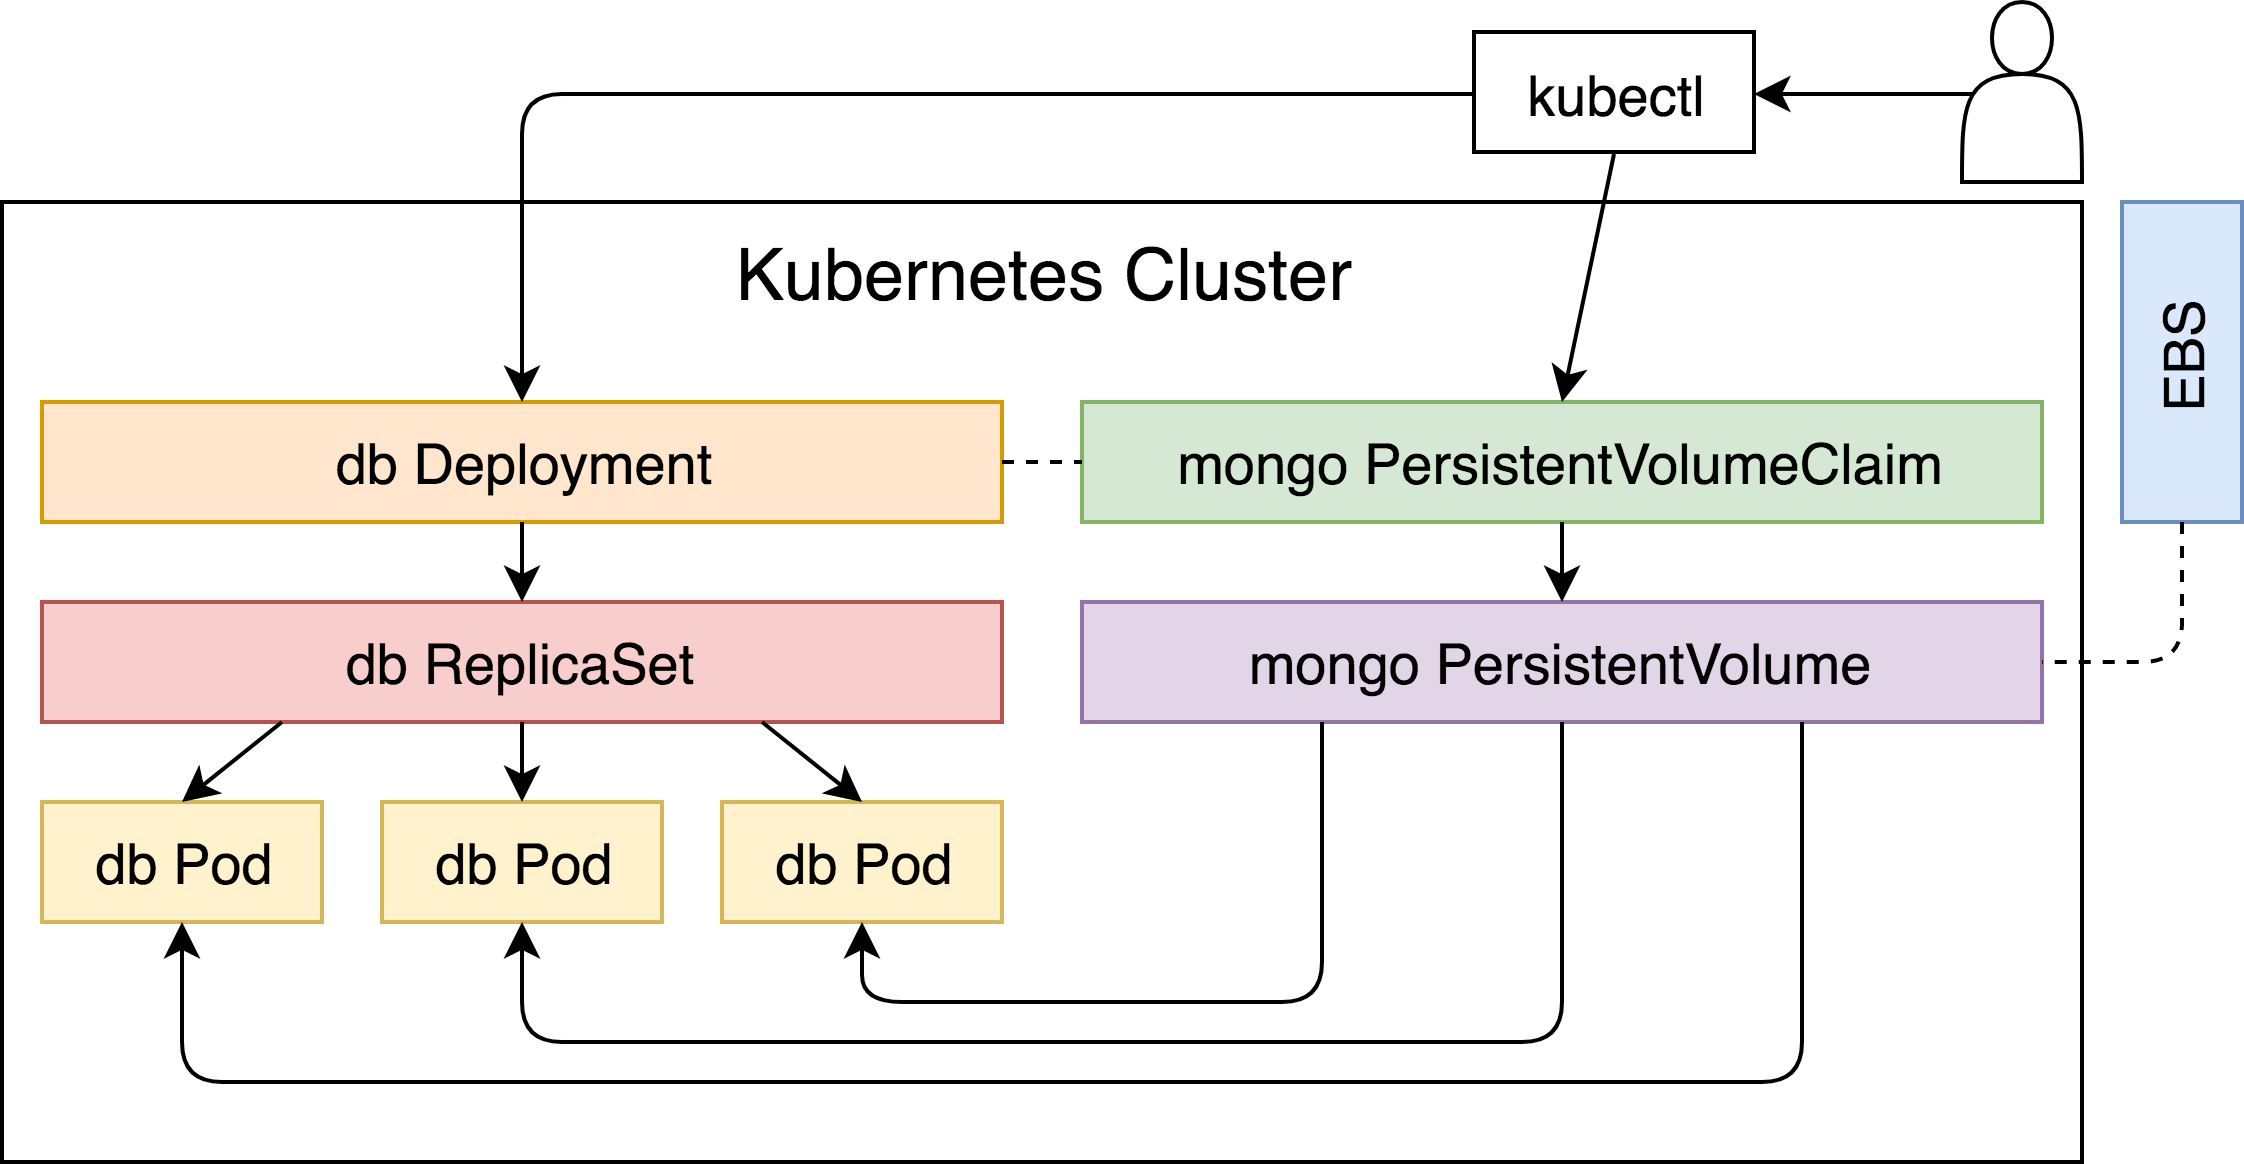 kubectl
Kubernetes Cluster
EBS
db Deployment
mongo PersistentVolumeClaim
db ReplicaSet
mongo PersistentVolume
db Pod
db Pod
db Pod